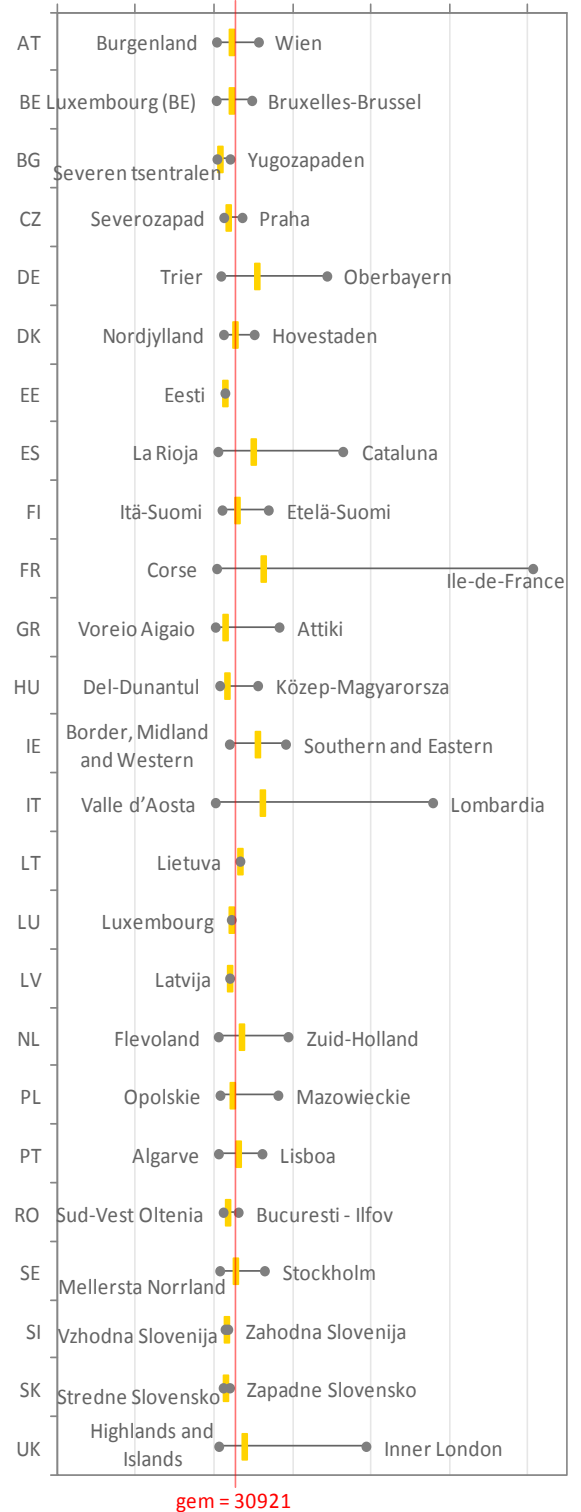 AT Burgenland Wien
BE Luxembourg (BE) Bruxelles-Brussel
BG Severen tsentralen Yugozapaden
CZ Severozapad Praha
DE Trier Oberbayern
DK Nordjylland Hovestaden
EE Eesti
ES La Rioja Cataluna
FI Itä-Suomi Etelä-Suomi
FR Corse Ile-de-France
GR Voreio Aigaio Attiki
HU Del-Dunantul Közep-Magyarorsza
IE Border, Midland
and Western Southern and Eastern
IT Valle d’Aosta Lombardia
LT Lietuva
LU Luxembourg
LV Latvija
NL Flevoland Zuid-Holland
PL Opolskie Mazowieckie
PT Algarve Lisboa
RO Sud-Vest Oltenia Bucuresti - Ilfov
SE Mellersta Norrland Stockholm
SI Vzhodna Slovenija Zahodna Slovenija
SK Stredne Slovensko Zapadne Slovensko
UK Highlands and
Islands Inner London
gem = 30921